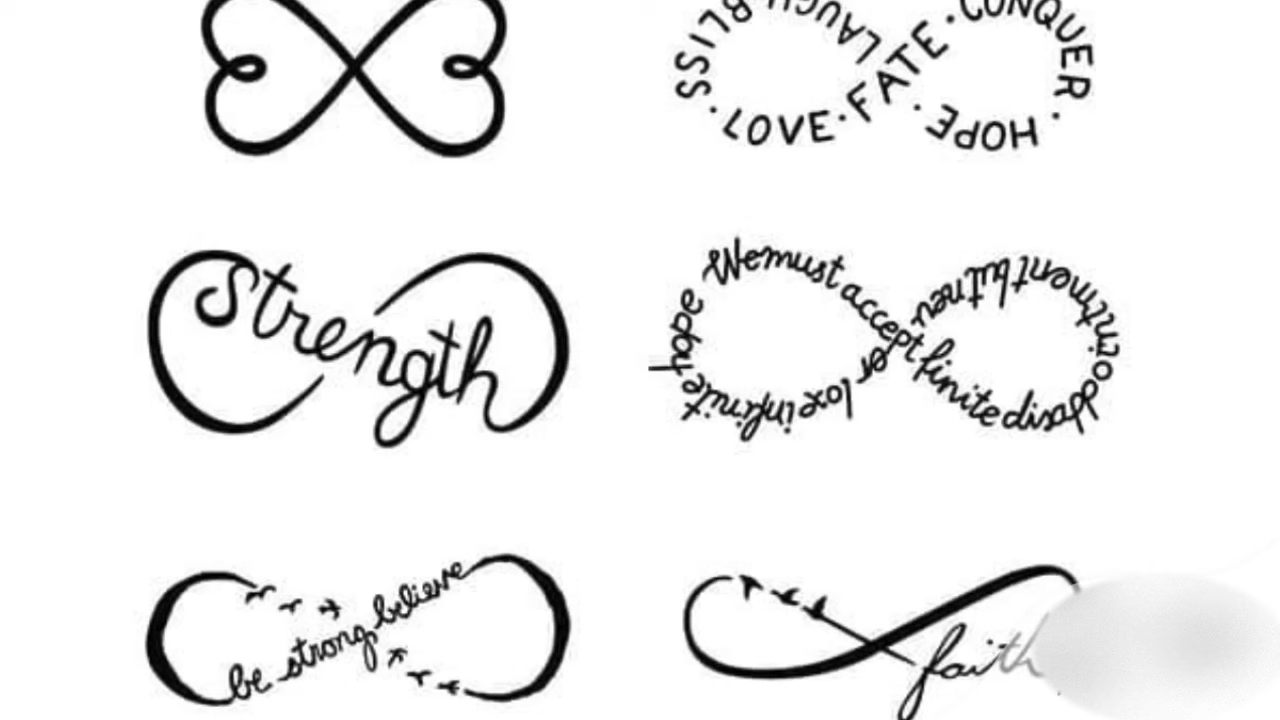 BLISS LAUGH FATE LOVE CONQUER HOPE
Strength
We must accept finite disappointment but never lose infinite hope
be strong believe
faith